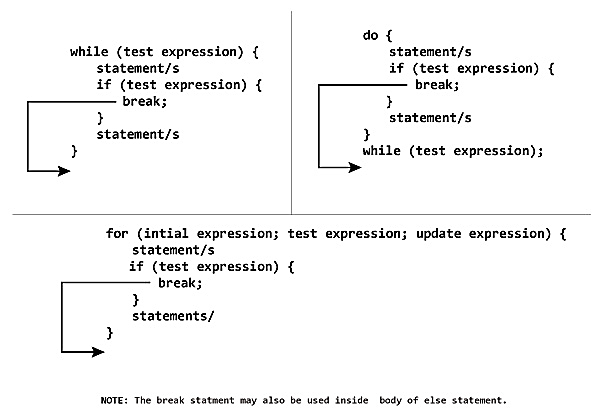 while (test expression) {
statement/s
if (test expression) {
break;
}
statement/s
}
do {
statement/s
if (test expression) {
break;
}
statement/s
}
while (test expression);
for (intial expression; test expression; update expression) {
statement/s
if (test expression) {
break;
}
statements/
}
NOTE: The break statment may also be used inside body of else statement.